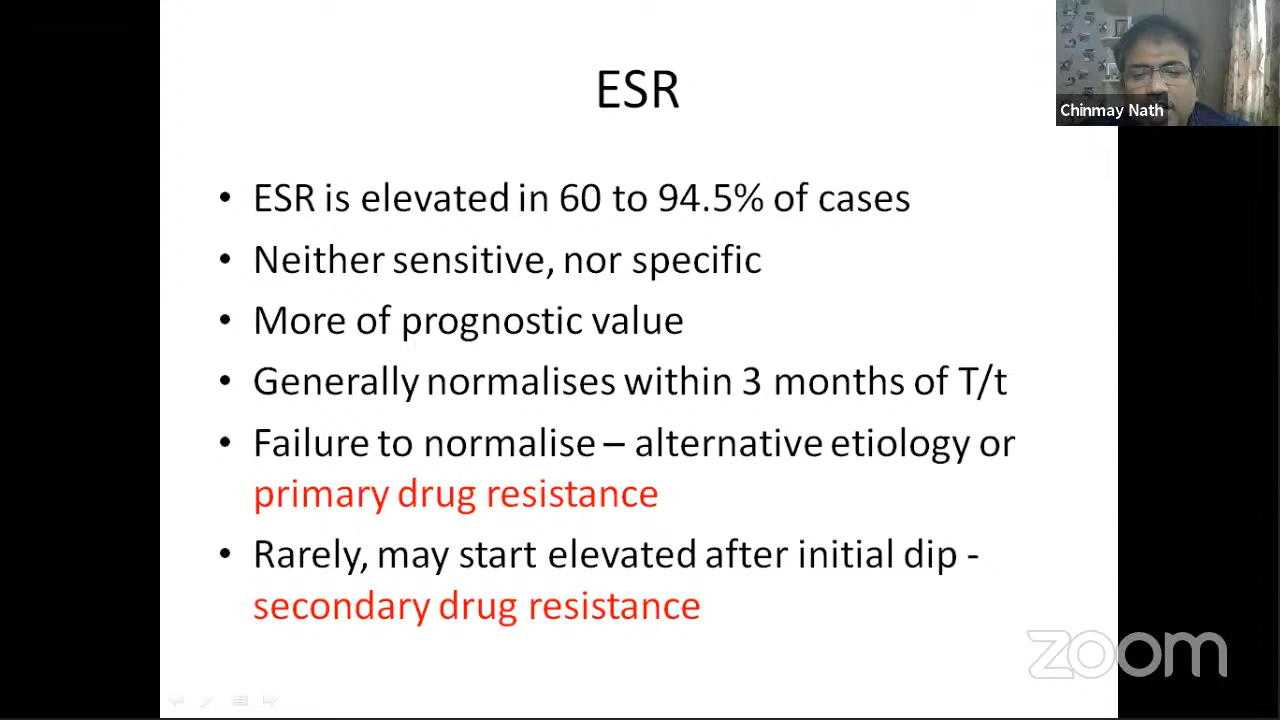 ESR
Chinmay Nath
• ESR is elevated in 60 to 94.5% of cases
• Neither sensitive, nor specific
• More of prognostic value
• Generally normalises within 3 months of T/t
• Failure to normalise – alternative etiology or
primary drug resistance
• Rarely, may start elevated after initial dip -
secondary drug resistance
zoom